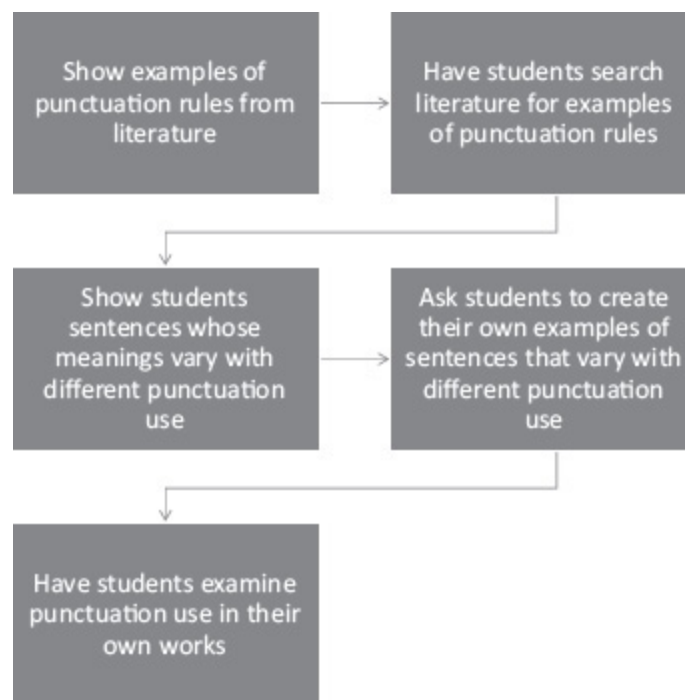 Show examples of
punctuation rules from
literature
Have students search
literature for examples
of punctuation rules
Show students
sentences whose
meanings vary with
different punctuation
use
Ask students to create
their own examples of
sentences that vary with
different punctuation
use
Have students examine
punctuation use in their
own works